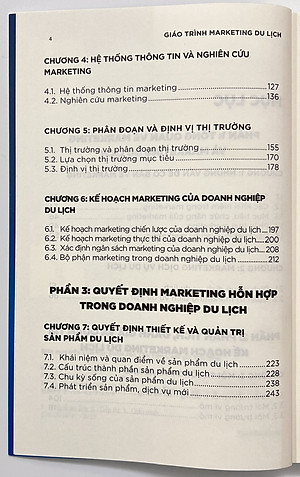 4 GIÁO TRÌNH MARKETING DU LỊCH
CHƯƠNG 4: HỆ THỐNG THÔNG TIN VÀ NGHIÊN CỨU
MARKETING
4.1. Hệ thống thông tin marketing 127
4.2. Nghiên cứu marketing 136
CHƯƠNG 5: PHÂN ĐOẠN VÀ ĐỊNH VỊ THỊ TRƯỜNG
5.1. Thị trường và phân đoạn thị trường 155
5.2. Lựa chọn thị trường mục tiêu 170
5.3. Định vị thị trường 178
CHƯƠNG 6: KẾ HOẠCH MARKETING CỦA DOANH NGHIỆP
DU LỊCH
6.1. Kế hoạch marketing chiến lược của doanh nghiệp du lịch 197
6.2. Kế hoạch marketing thực thi của doanh nghiệp du lịch 200
6.3. Xác định ngân sách marketing của doanh nghiệp du lịch 208
6.4. Bộ phận marketing trong doanh nghiệp du lịch 212
PHẦN 3: QUYẾT ĐỊNH MARKETING HỖN HỢP
TRONG DOANH NGHIỆP DU LỊCH
CHƯƠNG 7: QUYẾT ĐỊNH THIẾT KẾ VÀ QUẢN TRỊ
SẢN PHẨM DU LỊCH
7.1. Khái niệm và quan điểm về sản phẩm du lịch 223
7.2. Cấu trúc thành phần sản phẩm du lịch 228
7.3. Chu kỳ sống của sản phẩm du lịch 238
7.4. Phát triển sản phẩm, dịch vụ mới 243